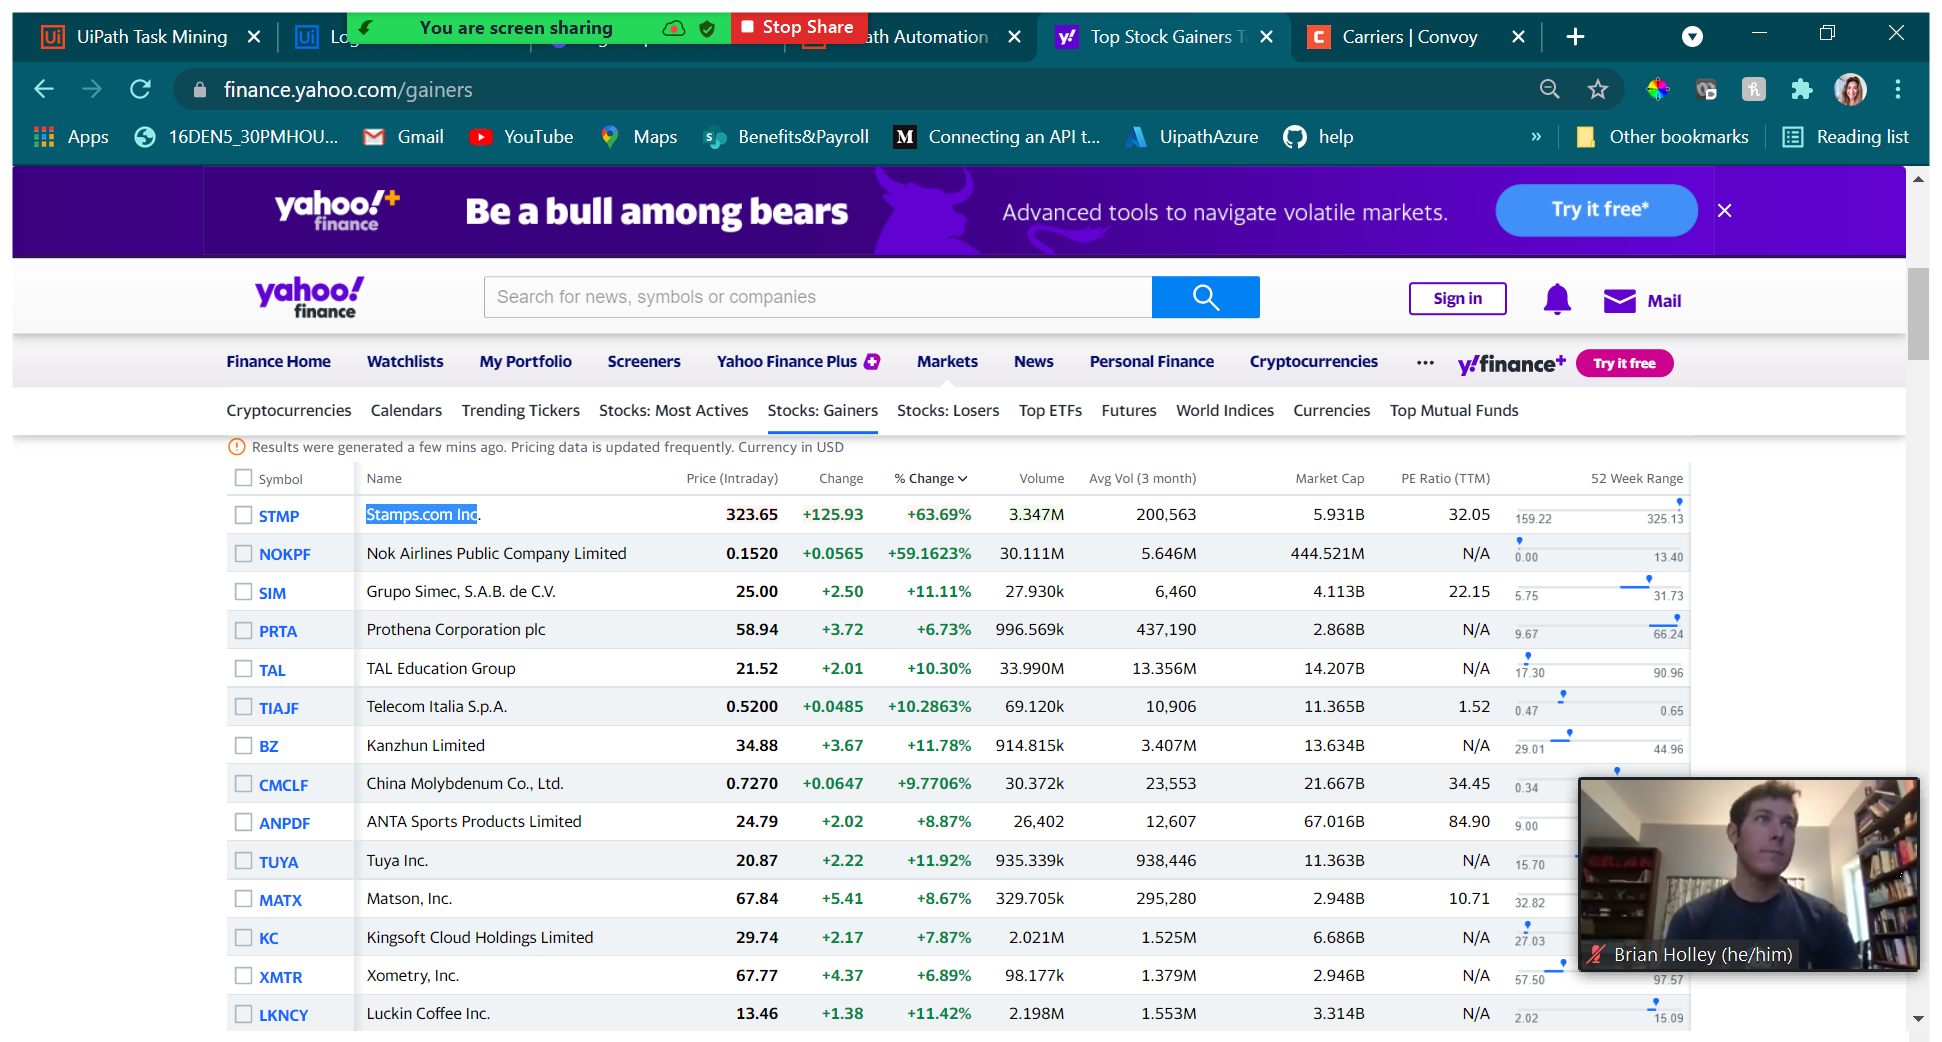 UiPath Task Mining
You are screen sharing
Stop Share
ath Automation
Top Stock Gainers T
Carriers | Convoy
finance.yahoo.com/gainers
Apps 16DEN5_30PMHOU... Gmail YouTube Maps Benefits&Payroll Connecting an API t... UipathAzure help » Other bookmarks Reading list
yahoo!+ finance Be a bull among bears Advanced tools to navigate volatile markets. Try it free*
yahoo! finance Search for news, symbols or companies Sign in Mail
Finance Home Watchlists My Portfolio Screeners Yahoo Finance Plus Markets News Personal Finance Cryptocurrencies ... y!finance+ Try it free
Cryptocurrencies Calendars Trending Tickers Stocks: Most Actives Stocks: Gainers Stocks: Losers Top ETFs Futures World Indices Currencies Top Mutual Funds
Results were generated a few mins ago. Pricing data is updated frequently. Currency in USD
Symbol Name Price (Intraday) Change % Change Volume Avg Vol (3 month) Market Cap PE Ratio (TTM) 52 Week Range
STMP Stamps.com Inc. 323.65 +125.93 +63.69% 3.347M 200,563 5.931B 32.05 159.22 325.13
NOKPF Nok Airlines Public Company Limited 0.1520 +0.0565 +59.1623% 30.111M 5.646M 444.521M N/A 0.00 13.40
SIM Grupo Simec, S.A.B. de C.V. 25.00 +2.50 +11.11% 27.930k 6,460 4.113B 22.15 5.75 31.73
PRTA Prothena Corporation plc 58.94 +3.72 +6.73% 996.569k 437,190 2.868B N/A 9.67 66.24
TAL TAL Education Group 21.52 +2.01 +10.30% 33.990M 13.356M 14.207B N/A 17.30 90.96
TIAJF Telecom Italia S.p.A. 0.5200 +0.0485 +10.2863% 69.120k 10,906 11.365B 1.52 0.47 0.65
BZ Kanzhun Limited 34.88 +3.67 +11.78% 914.815k 3.407M 13.634B N/A 29.01 44.96
CMCLF China Molybdenum Co., Ltd. 0.7270 +0.0647 +9.7706% 30.372k 23,553 21.667B 34.45 0.34
ANPDF ANTA Sports Products Limited 24.79 +2.02 +8.87% 26,402 12,607 67.016B 84.90 9.00
TUYA Tuya Inc. 20.87 +2.22 +11.92% 935.339k 938,446 11.363B N/A 15.70
MATX Matson, Inc. 67.84 +5.41 +8.67% 329.705k 295,280 2.948B 10.71 32.82
KC Kingsoft Cloud Holdings Limited 29.74 +2.17 +7.87% 2.021M 1.525M 6.686B N/A 27.03
Brian Holley (he/him)
XMTR Xometry, Inc. 67.77 +4.37 +6.89% 98.177k 1.379M 2.946B N/A 57.50 97.57
LKNCY Luckin Coffee Inc. 13.46 +1.38 +11.42% 2.198M 1.553M 3.314B N/A 2.02 15.09